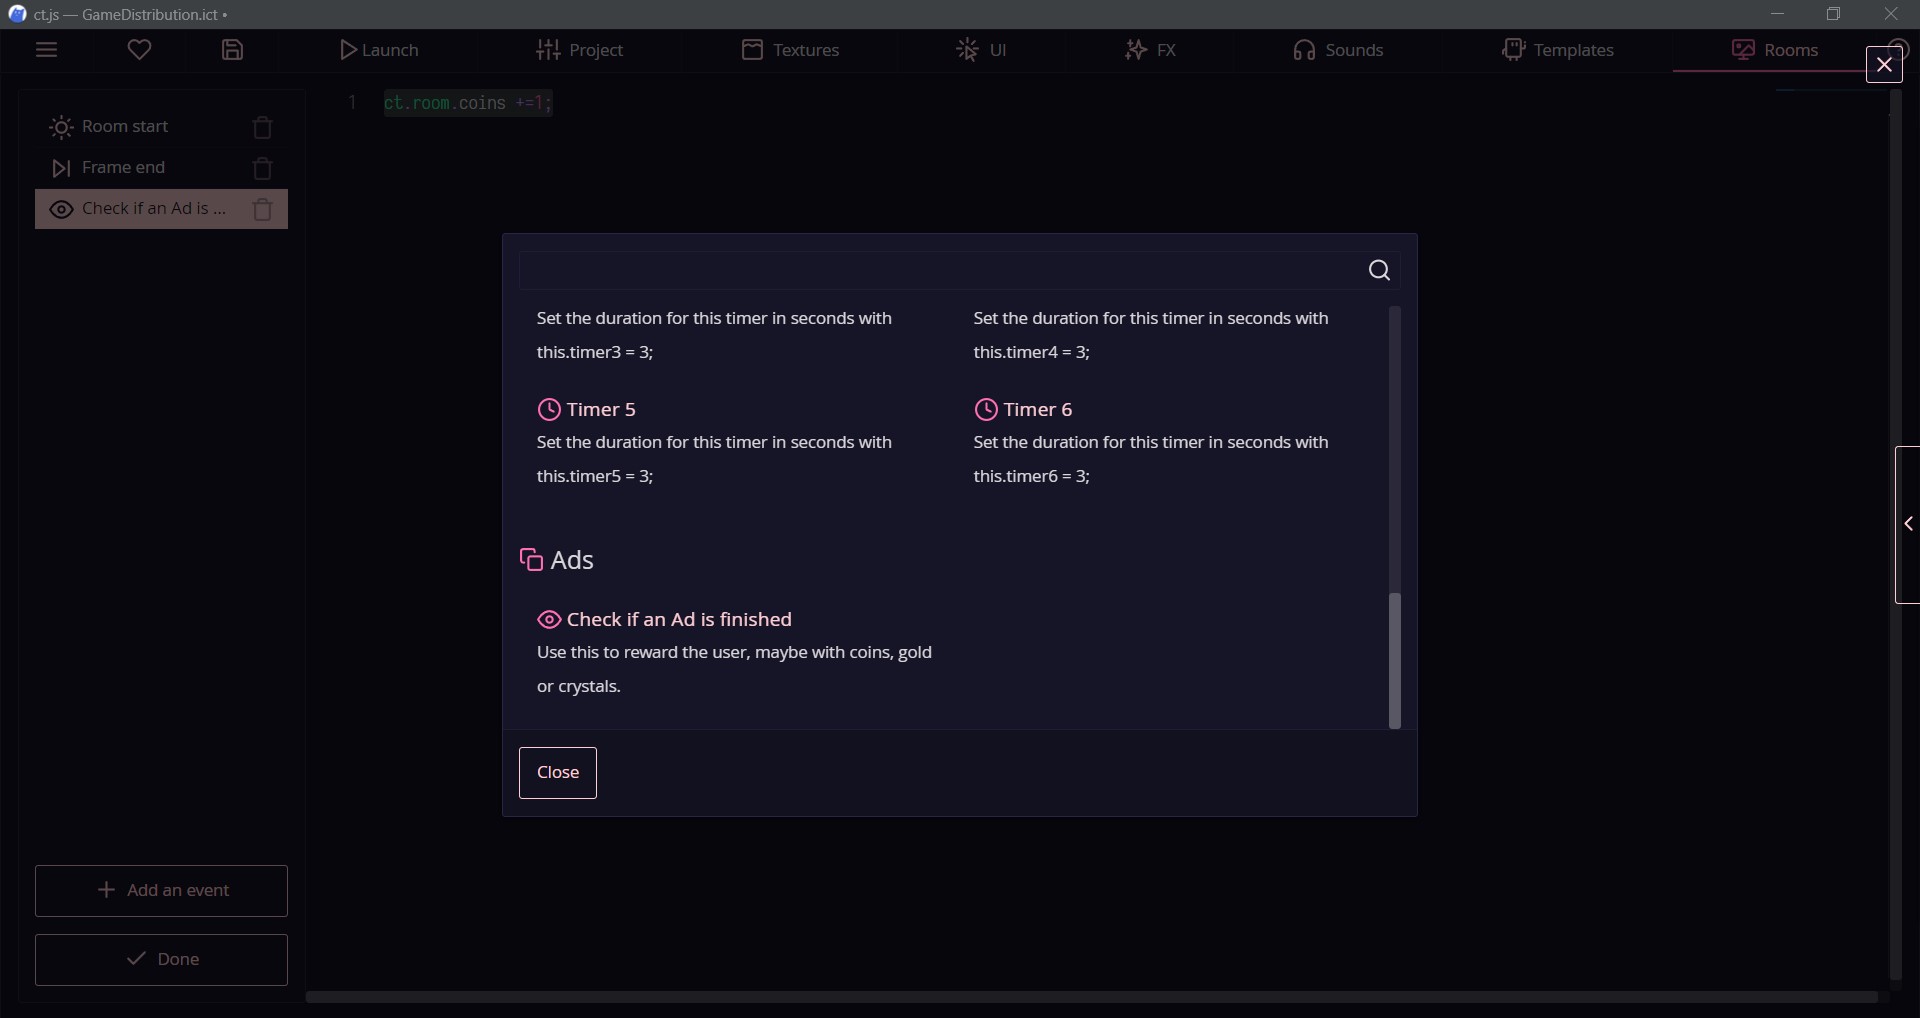 ct.js — GameDistribution.ict •
Launch
Project
Textures
UI
FX
Sounds
Templates
Rooms
Room start
Frame end
Check if an Ad is ...
1 ct.room.coins +=1;
Set the duration for this timer in seconds with
this.timer3 = 3;
Set the duration for this timer in seconds with
this.timer4 = 3;
Timer 5
Set the duration for this timer in seconds with
this.timer5 = 3;
Timer 6
Set the duration for this timer in seconds with
this.timer6 = 3;
Ads
Check if an Ad is finished
Use this to reward the user, maybe with coins, gold
or crystals.
Close
Add an event
Done